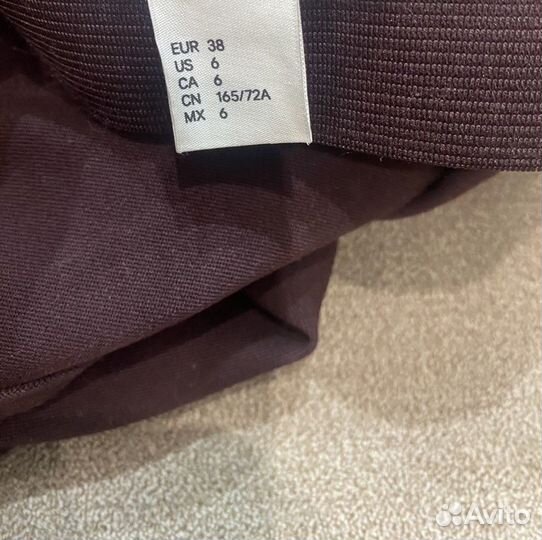 EUR 38
US 6
CA 6
CN 165/72A
MX 6
Avito